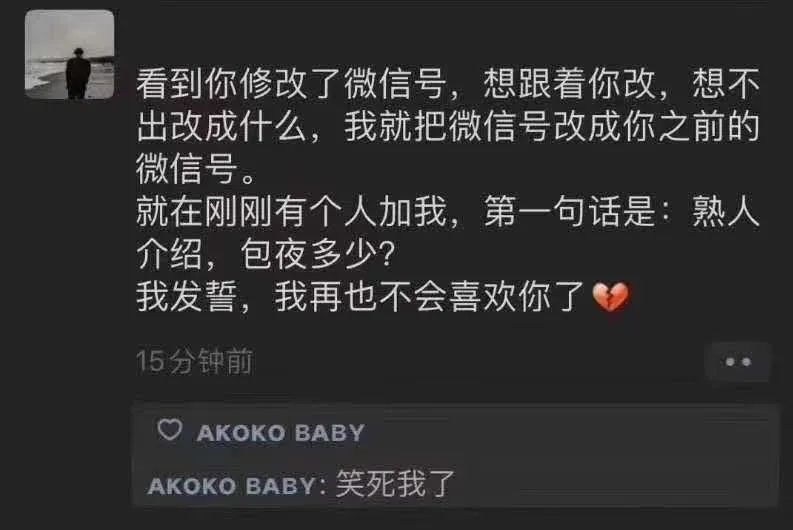 看到你修改了微信号，想跟着你改，想不
出改成什么，我就把微信号改成你之前的
微信号。
就在刚刚有个人加我，第一句话是：熟人
介绍，包夜多少？
我发誓，我再也不会喜欢你了💔
15分钟前
AKOKO BABY
AKOKO BABY: 笑死我了